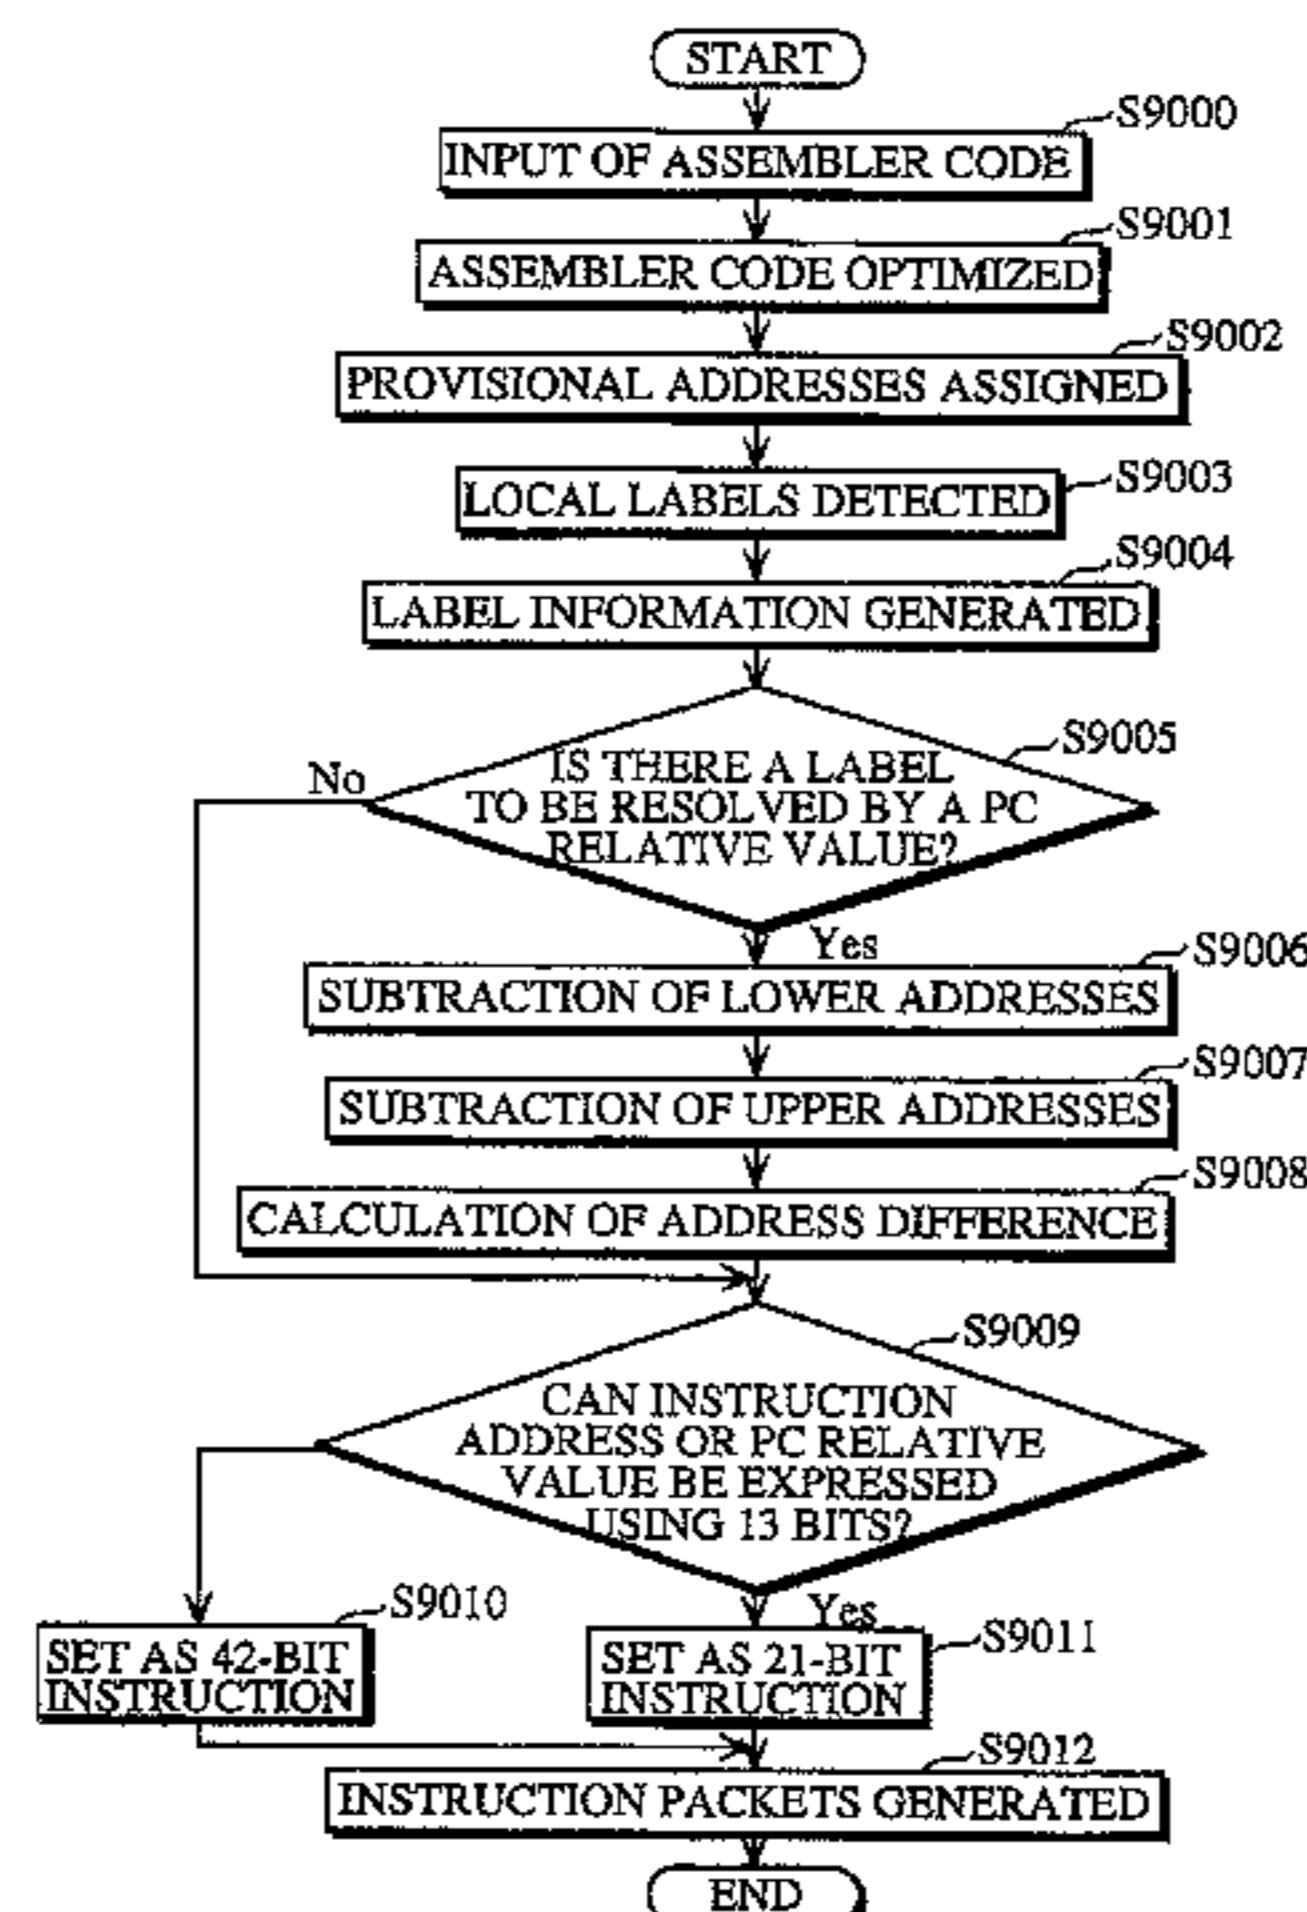 START
S9000
INPUT OF ASSEMBLER CODE
S9001
ASSEMBLER CODE OPTIMIZED
S9002
PROVISIONAL ADDRESSES ASSIGNED
S9003
LOCAL LABELS DETECTED
S9004
LABEL INFORMATION GENERATED
S9005
No
IS THERE A LABEL
TO BE RESOLVED BY A PC
RELATIVE VALUE?
Yes
S9006
SUBTRACTION OF LOWER ADDRESSES
S9007
SUBTRACTION OF UPPER ADDRESSES
S9008
CALCULATION OF ADDRESS DIFFERENCE
S9009
CAN INSTRUCTION
ADDRESS OR PC RELATIVE
VALUE BE EXPRESSED
USING 13 BITS?
S9010
SET AS 42-BIT
INSTRUCTION
Yes
S9011
SET AS 21-BIT
INSTRUCTION
S9012
INSTRUCTION PACKETS GENERATED
END